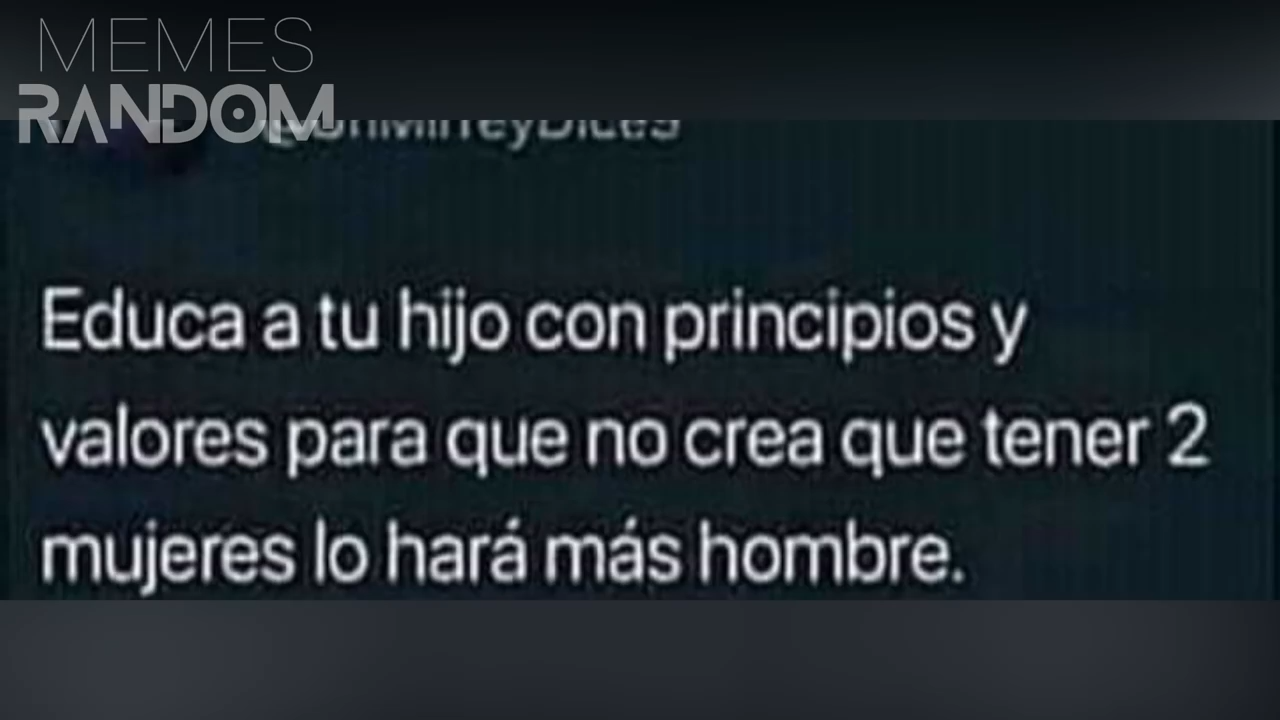 MEMES
RANDOM
Educa a tu hijo con principios y
valores para que no crea que tener 2
mujeres lo hará más hombre.